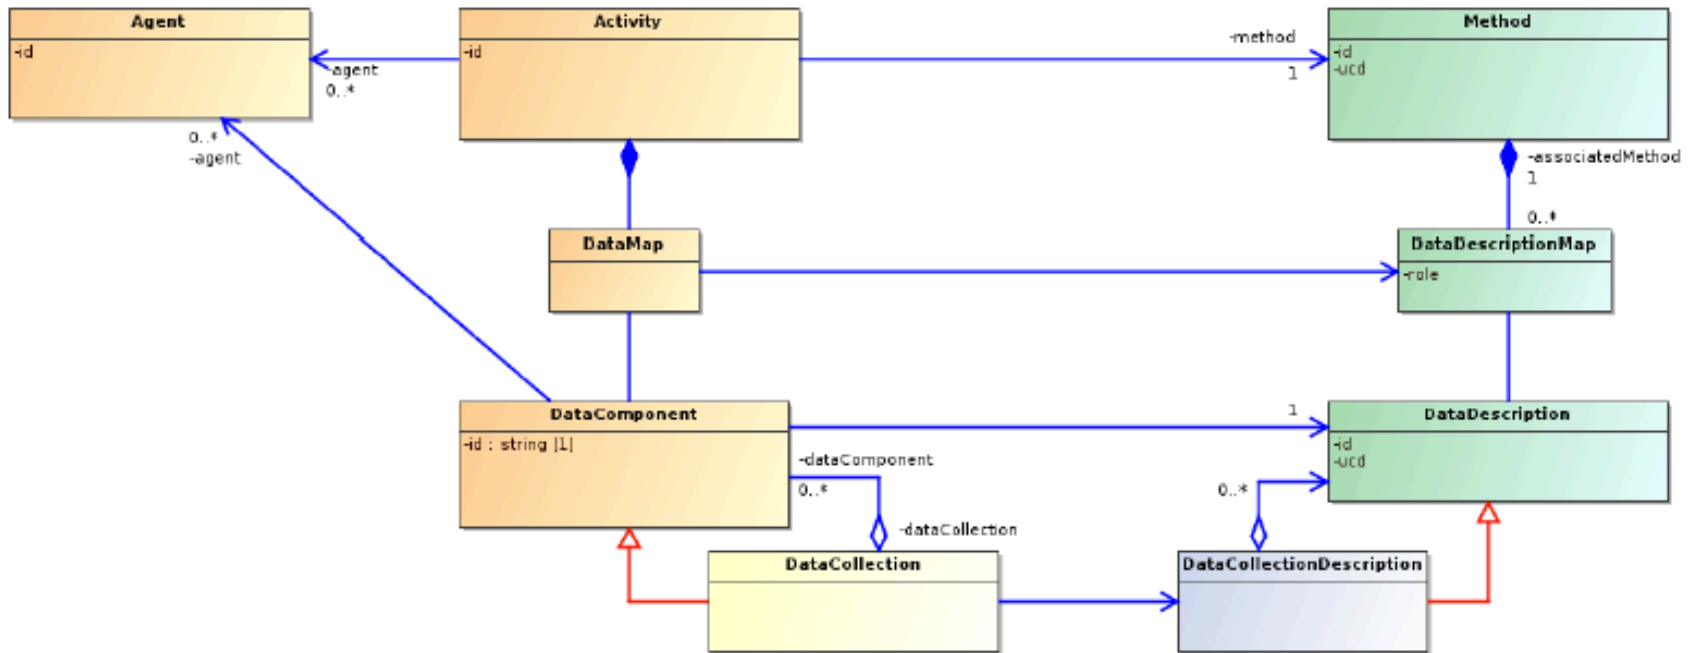 Agent
-id
Activity
-id
Method
-id
-ucd
-agent
0..*
-method
1
0..*
-agent
-associatedMethod
1
0..*
DataMap
DataDescriptionMap
-role
DataComponent
-id : string [1]
1
DataDescription
-id
-ucd
-dataComponent
0..*
0..*
-dataCollection
DataCollection
DataCollectionDescription